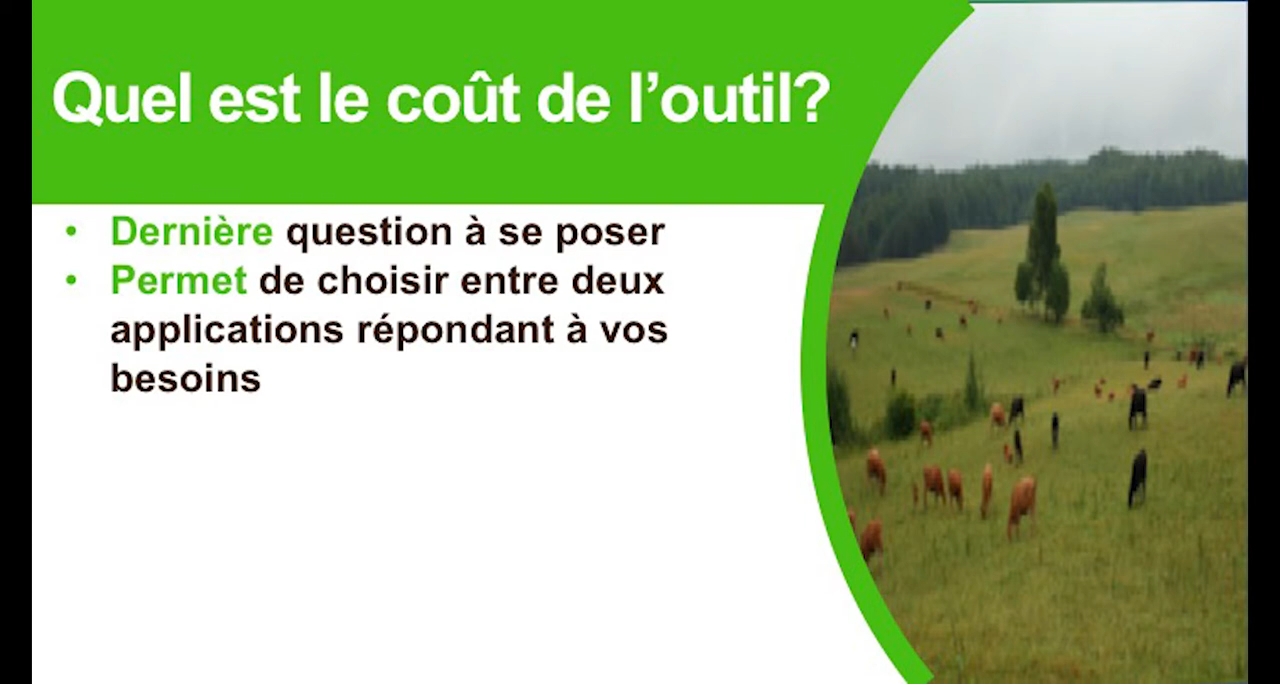 Quel est le coût de l’outil?
• Dernière question à se poser
• Permet de choisir entre deux
applications répondant à vos
besoins